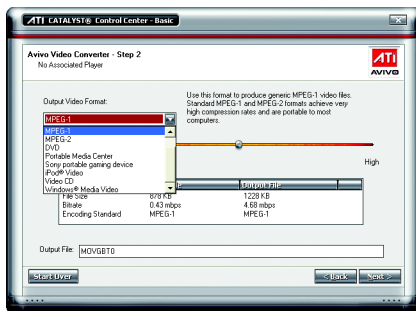 ATI CATALYST® Control Center - Basic
Avivo Video Converter - Step 2
No Associated Player
ATI
AVIVO
Output Video Format:
MPEG-1
Use this format to produce generic MPEG-1 video files.
Standard MPEG-1 and MPEG-2 formats achieve very
high compression rates and are portable to most
computers.
MPEG-1
MPEG-2
DVD
Portable Media Center
Sony portable gaming device
iPod® Video
Video CD
Windows® Media Video
High
Output File
File Size 878 KB 1228 KB
Bitrate 0.43 mbps 4.68 mbps
Encoding Standard MPEG-1 MPEG-1
Output File: MOVGBT0
Start Over
< Back
Next >